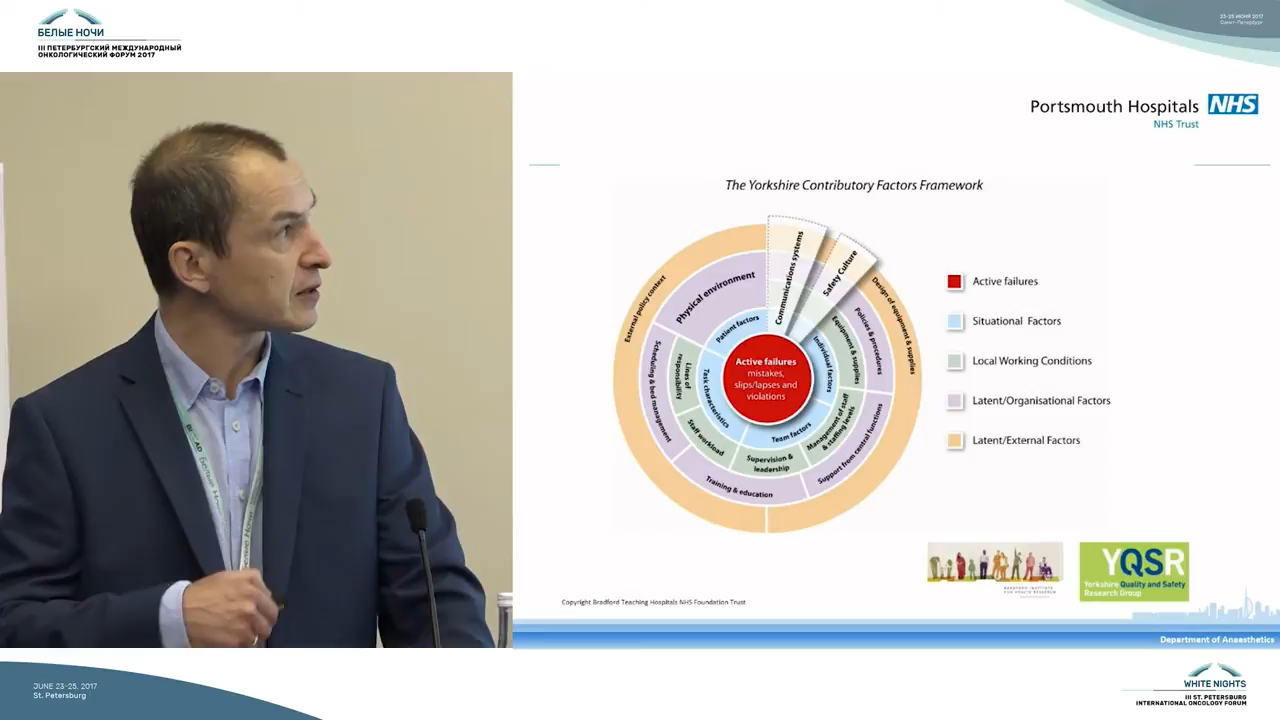 БЕЛЫЕ НОЧИ
III ПЕТЕРБУРГСКИЙ МЕЖДУНАРОДНЫЙ
ОНКОЛОГИЧЕСКИЙ ФОРУМ 2017
23-25 ИЮНЯ 2017
Санкт-Петербург
Portsmouth Hospitals NHS
NHS Trust
The Yorkshire Contributory Factors Framework
Communications systems
Safety Culture
External policy context
Design of equipment & supplies
Physical environment
Policies & procedures
Patient factors
Individual factors
Equipment & supplies
Active failures
mistakes,
slips/lapses and
violations
Scheduling & bed management
Lines of
responsibility
Task characteristics
Staff workload
Team factors
Management of staff
& staffing levels
Supervision &
leadership
Support from central functions
Training & education
Active failures
Situational Factors
Local Working Conditions
Latent/Organisational Factors
Latent/External Factors
BRADFORD INSTITUTE
FOR HEALTH RESEARCH
YQSR
Yorkshire Quality and Safety
Research Group
Copyright Bradford Teaching Hospitals NHS Foundation Trust
Department of Anaesthetics
JUNE 23-25, 2017
St. Petersburg
WHITE NIGHTS
III ST. PETERSBURG
INTERNATIONAL ONCOLOGY FORUM